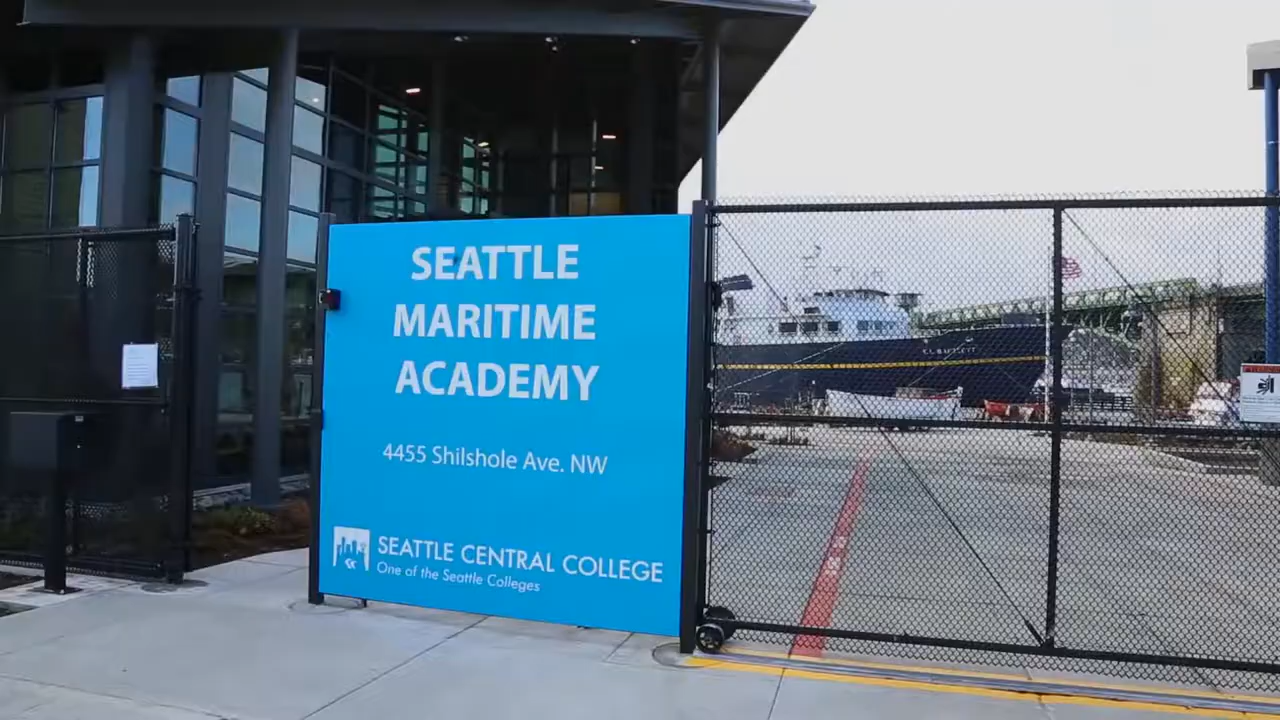 SEATTLE
MARITIME
ACADEMY
4455 Shilshole Ave. NW
SEATTLE CENTRAL COLLEGE
One of the Seattle Colleges